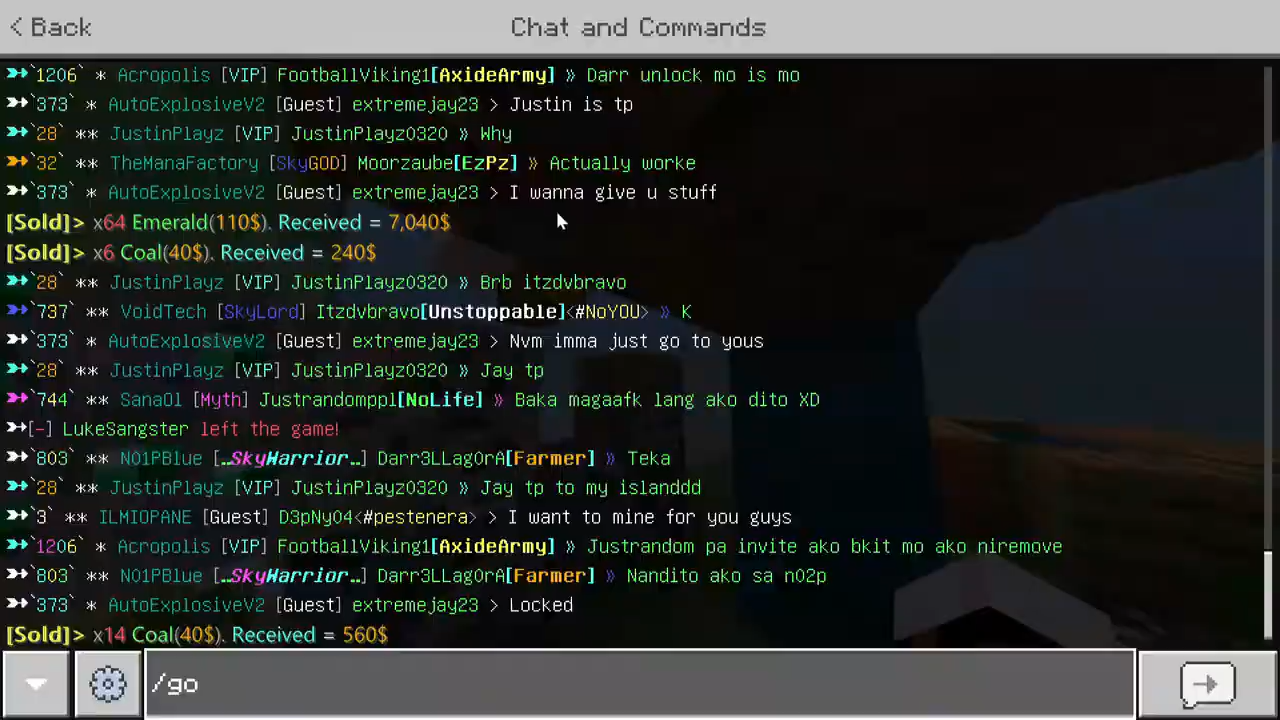 < Back
Chat and Commands
➳`1206` * Acropolis [VIP] FootballViking1[AxideArmy] » Darr unlock mo is mo
➳`373` * AutoExplosiveV2 [Guest] extremejay23 > Justin is tp
➳`28` ** JustinPlayz [VIP] JustinPlayz0320 » Why
➳`32` ** TheManaFactory [SkyGOD] Moorzaube[EzPz] » Actually worke
➳`373` * AutoExplosiveV2 [Guest] extremejay23 > I wanna give u stuff
[Sold]> x64 Emerald(110$). Received = 7,040$
[Sold]> x6 Coal(40$). Received = 240$
➳`28` ** JustinPlayz [VIP] JustinPlayz0320 » Brb itzdvbravo
➳`737` ** VoidTech [SkyLord] Itzdvbravo[Unstoppable]<#NoYOU> » K
➳`373` * AutoExplosiveV2 [Guest] extremejay23 > Nvm imma just go to yous
➳`28` ** JustinPlayz [VIP] JustinPlayz0320 » Jay tp
➳`744` ** SanaOl [Myth] Justrandomppl[NoLife] » Baka magaafk lang ako dito XD
➳[-] LukeSangster left the game!
➳`803` ** NO1PBlue [..SkyWarrior..] Darr3LLagOrA[Farmer] » Teka
➳`28` ** JustinPlayz [VIP] JustinPlayz0320 » Jay tp to my islanddd
➳`3` ** ILMIOPANE [Guest] D3pNy04<#pestenera> > I want to mine for you guys
➳`1206` * Acropolis [VIP] FootballViking1[AxideArmy] » Justrandom pa invite ako bkit mo ako niremove
➳`803` ** NO1PBlue [..SkyWarrior..] Darr3LLagOrA[Farmer] » Nandito ako sa n02p
➳`373` * AutoExplosiveV2 [Guest] extremejay23 > Locked
[Sold]> x14 Coal(40$). Received = 560$
/go